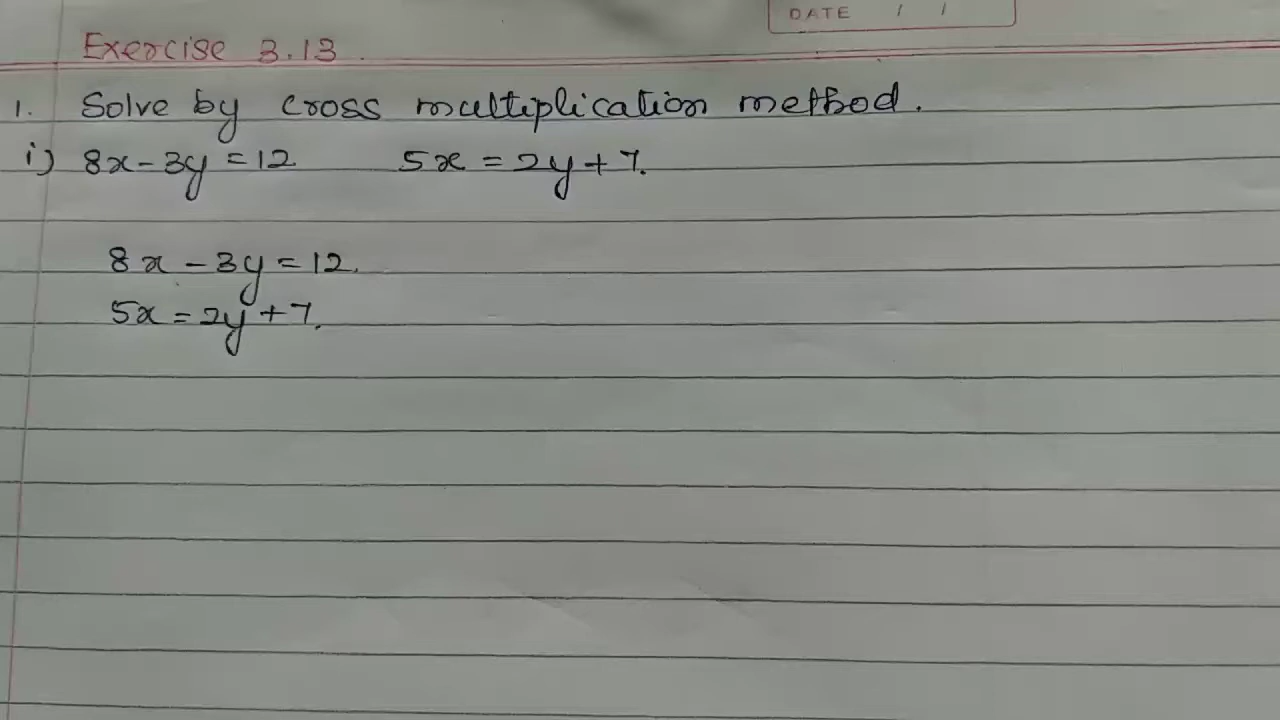 DATE / /
Exercise 3.13.
1. Solve by cross multiplication method.
i) 8x - 3y = 12 5x = 2y + 7.
8x - 3y = 12.
5x = 2y + 7.